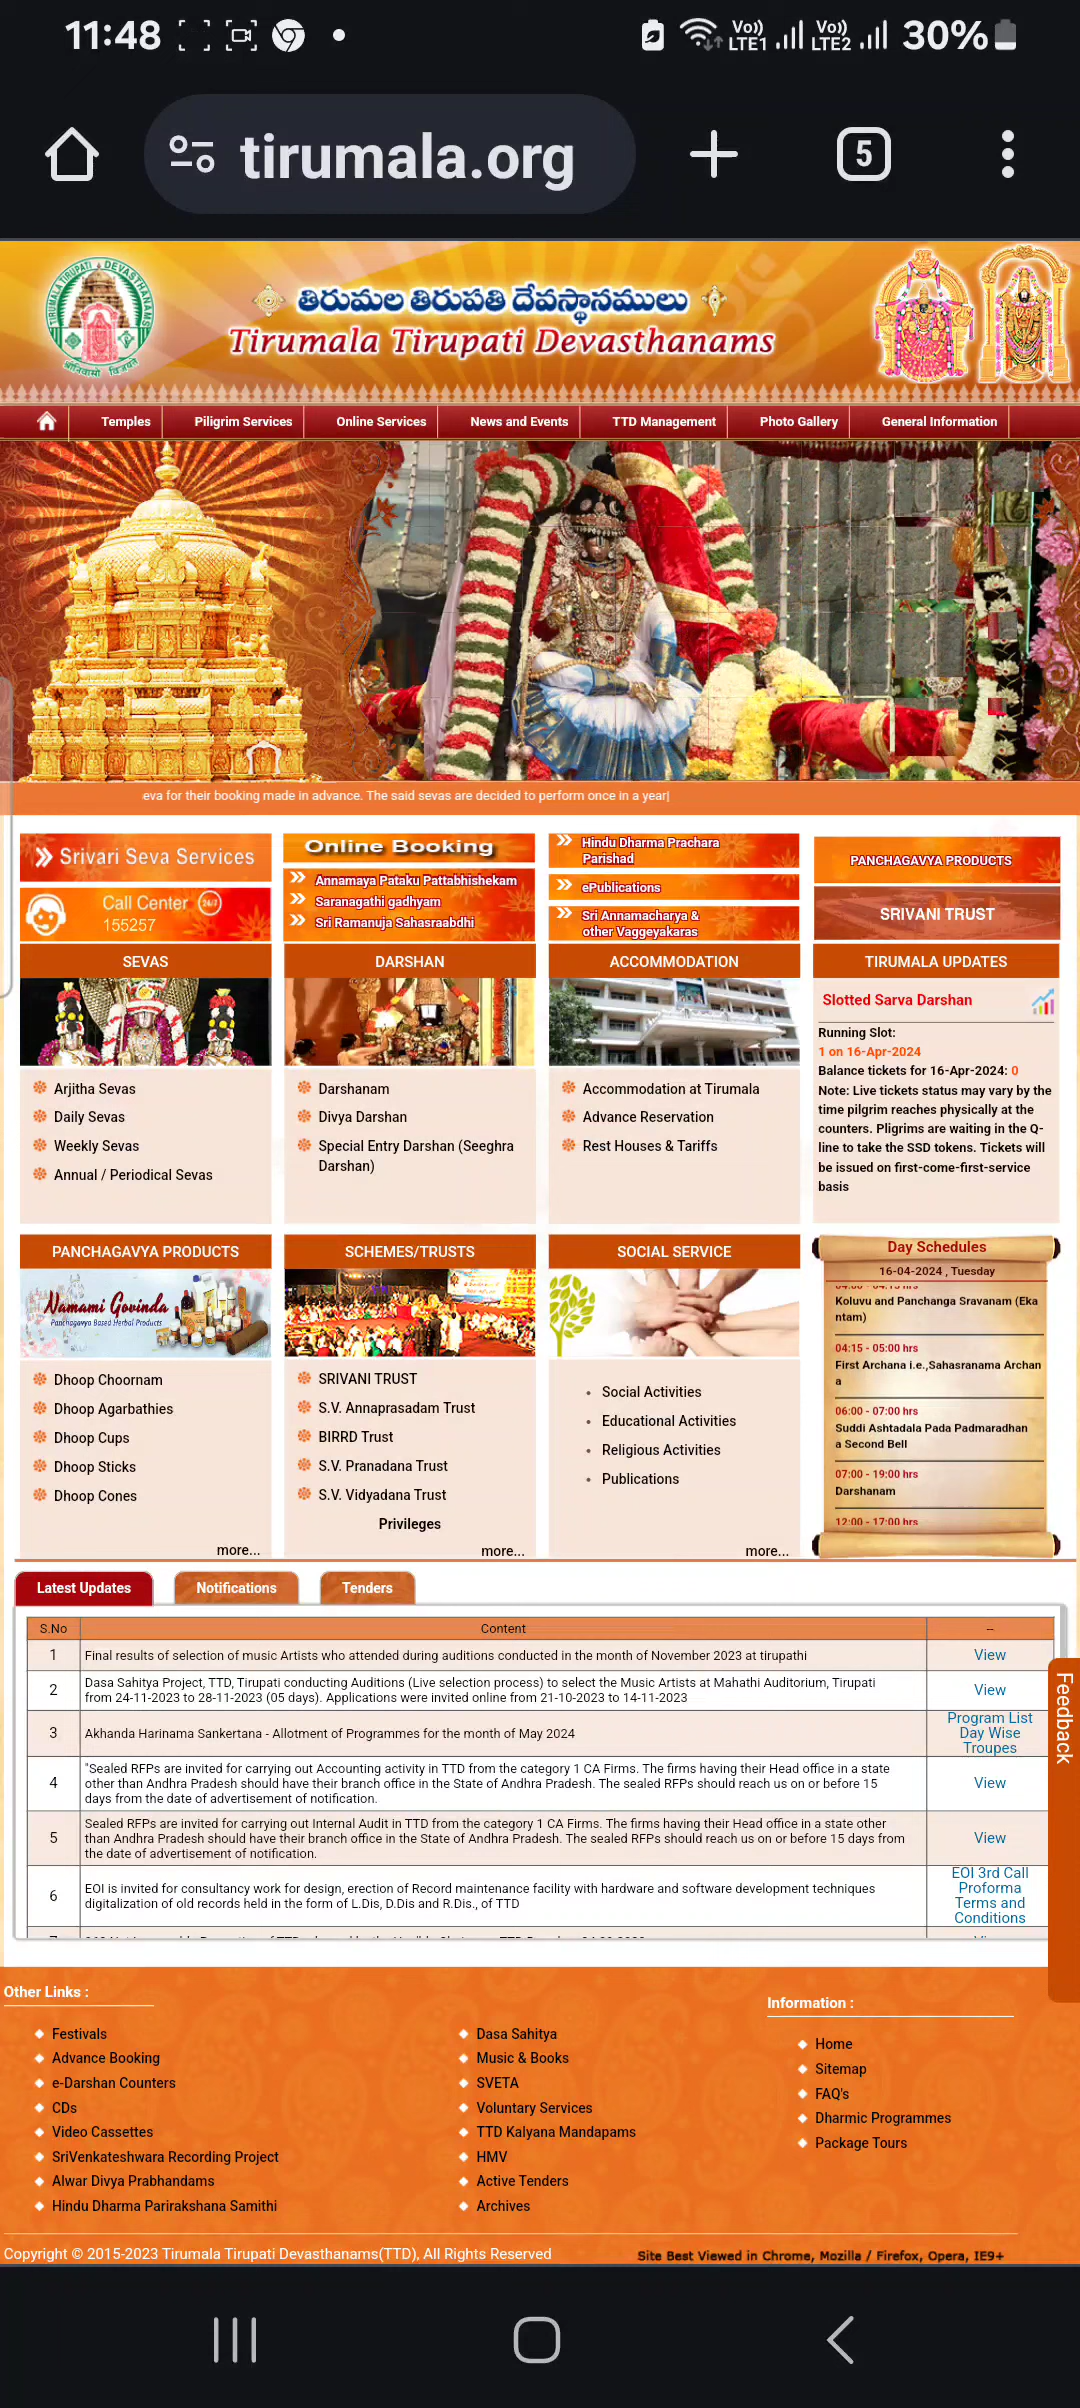 11:48
Vo)) LTE1
Vo)) LTE2
30%
tirumala.org
5
TIRUMALA TIRUPATI DEVASTHANAMS
श्रीनिवासो विजयते
తిరుమల తిరుపతి దేవస్థానములు
Tirumala Tirupati Devasthanams
Temples
Piligrim Services
Online Services
News and Events
TTD Management
Photo Gallery
General Information
eva for their booking made in advance. The said sevas are decided to perform once in a year|
Srivari Seva Services
Call Center 24/7
155257
Online Booking
Annamaya Pataku Pattabhishekam
Saranagathi gadhyam
Sri Ramanuja Sahasraabdhi
Hindu Dharma Prachara
Parishad
ePublications
Sri Annamacharya &
other Vaggeyakaras
PANCHAGAVYA PRODUCTS
SRIVANI TRUST
SEVAS
Arjitha Sevas
Daily Sevas
Weekly Sevas
Annual / Periodical Sevas
DARSHAN
Darshanam
Divya Darshan
Special Entry Darshan (Seeghra
Darshan)
ACCOMMODATION
Accommodation at Tirumala
Advance Reservation
Rest Houses & Tariffs
TIRUMALA UPDATES
Slotted Sarva Darshan
Running Slot:
1 on 16-Apr-2024
Balance tickets for 16-Apr-2024: 0
Note: Live tickets status may vary by the
time pilgrim reaches physically at the
counters. Pligrims are waiting in the Q-
line to take the SSD tokens. Tickets will
be issued on first-come-first-service
basis
PANCHAGAVYA PRODUCTS
Namami Govinda
Panchagavya Based Herbal Products
Dhoop Choornam
Dhoop Agarbathies
Dhoop Cups
Dhoop Sticks
Dhoop Cones
more...
SCHEMES/TRUSTS
SRIVANI TRUST
S.V. Annaprasadam Trust
BIRRD Trust
S.V. Pranadana Trust
S.V. Vidyadana Trust
Privileges
more...
SOCIAL SERVICE
Social Activities
Educational Activities
Religious Activities
Publications
more...
Day Schedules
16-04-2024 , Tuesday
04:00 - 04:15 hrs
Koluvu and Panchanga Sravanam (Eka
ntam)
04:15 - 05:00 hrs
First Archana i.e.,Sahasranama Archan
a
06:00 - 07:00 hrs
Suddi Ashtadala Pada Padmaradhan
a Second Bell
07:00 - 19:00 hrs
Darshanam
12:00 - 17:00 hrs
Latest Updates
Notifications
Tenders
S.No Content --
1 Final results of selection of music Artists who attended during auditions conducted in the month of November 2023 at tirupathi View
2 Dasa Sahitya Project, TTD, Tirupati conducting Auditions (Live selection process) to select the Music Artists at Mahathi Auditorium, Tirupati
from 24-11-2023 to 28-11-2023 (05 days). Applications were invited online from 21-10-2023 to 14-11-2023 View
3 Akhanda Harinama Sankertana - Allotment of Programmes for the month of May 2024
Program List
Day Wise
Troupes
4 "Sealed RFPs are invited for carrying out Accounting activity in TTD from the category 1 CA Firms. The firms having their Head office in a state
other than Andhra Pradesh should have their branch office in the State of Andhra Pradesh. The sealed RFPs should reach us on or before 15
days from the date of advertisement of notification. View
5 Sealed RFPs are invited for carrying out Internal Audit in TTD from the category 1 CA Firms. The firms having their Head office in a state other
than Andhra Pradesh should have their branch office in the State of Andhra Pradesh. The sealed RFPs should reach us on or before 15 days from
the date of advertisement of notification. View
6 EOI is invited for consultancy work for design, erection of Record maintenance facility with hardware and software development techniques
digitalization of old records held in the form of L.Dis, D.Dis and R.Dis., of TTD
EOI 3rd Call
Proforma
Terms and
Conditions
Feedback
Other Links :
Festivals
Advance Booking
e-Darshan Counters
CDs
Video Cassettes
SriVenkateshwara Recording Project
Alwar Divya Prabhandams
Hindu Dharma Parirakshana Samithi
Dasa Sahitya
Music & Books
SVETA
Voluntary Services
TTD Kalyana Mandapams
HMV
Active Tenders
Archives
Information :
Home
Sitemap
FAQ's
Dharmic Programmes
Package Tours
Copyright © 2015-2023 Tirumala Tirupati Devasthanams(TTD), All Rights Reserved
Site Best Viewed in Chrome, Mozilla / Firefox, Opera, IE9+